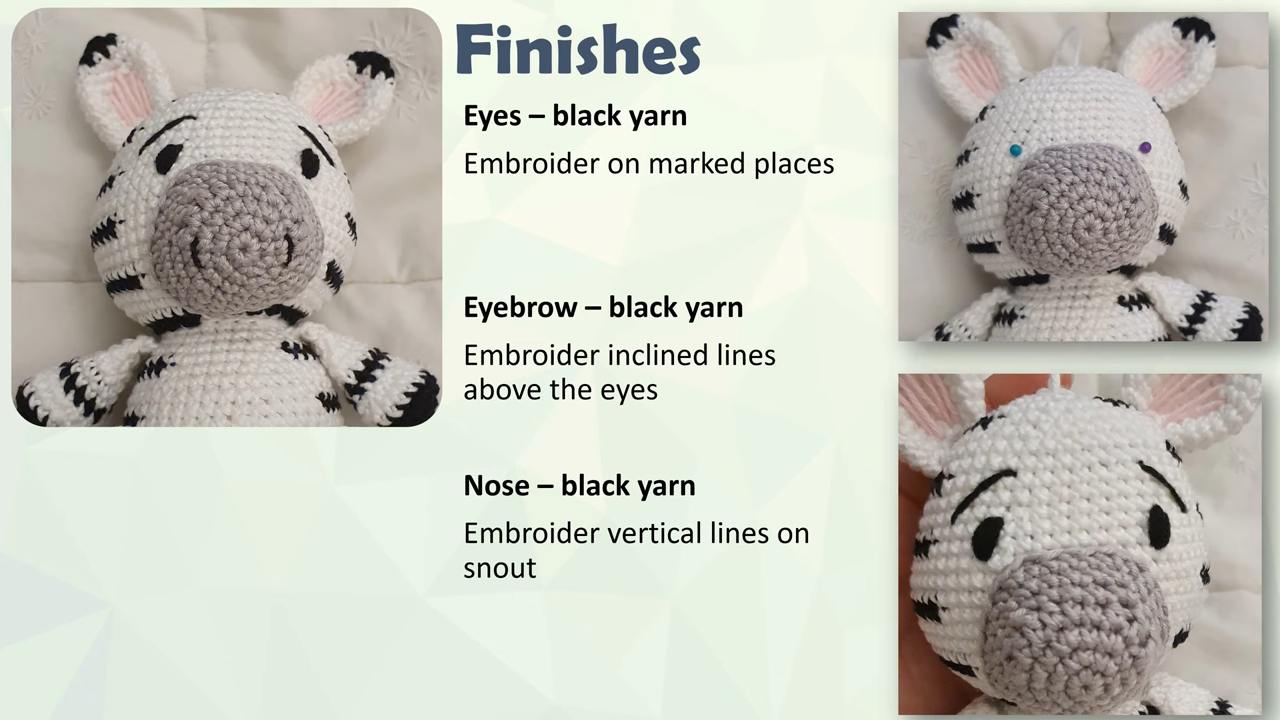 Finishes
Eyes – black yarn
Embroider on marked places
Eyebrow – black yarn
Embroider inclined lines
above the eyes
Nose – black yarn
Embroider vertical lines on
snout